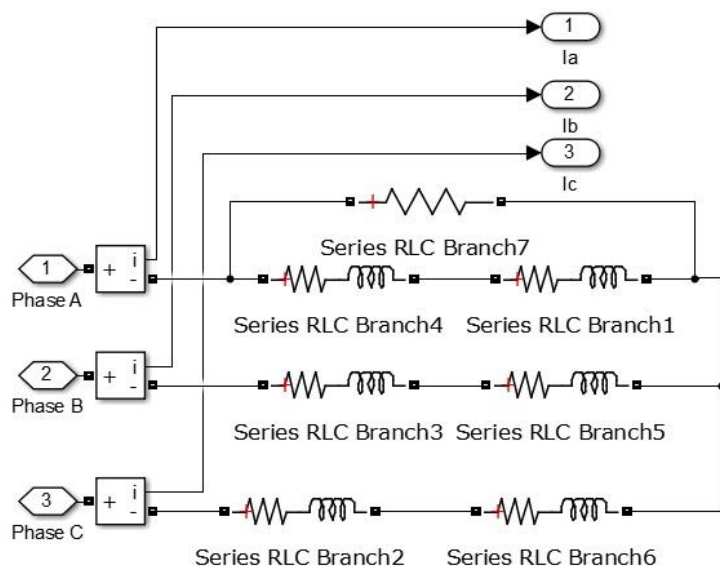 1
Ia
2
Ib
3
Ic
Series RLC Branch7
1
+
i
-
Phase A
Series RLC Branch4
Series RLC Branch1
2
+
i
-
Phase B
Series RLC Branch3
Series RLC Branch5
3
+
i
-
Phase C
Series RLC Branch2
Series RLC Branch6